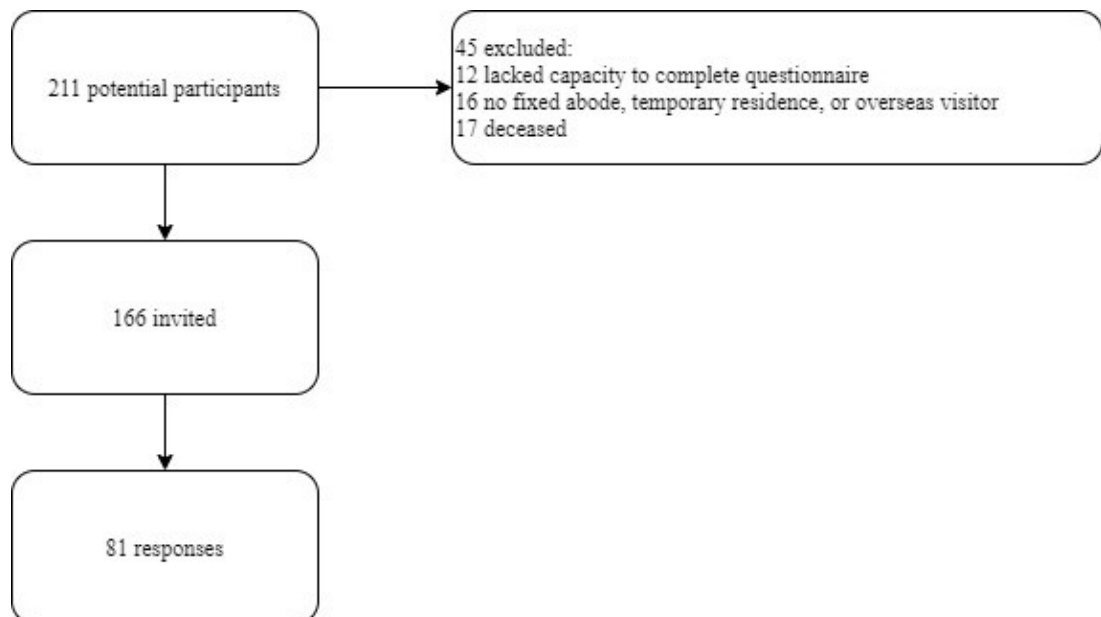 211 potential participants
45 excluded:
12 lacked capacity to complete questionnaire
16 no fixed abode, temporary residence, or overseas visitor
17 deceased
166 invited
81 responses